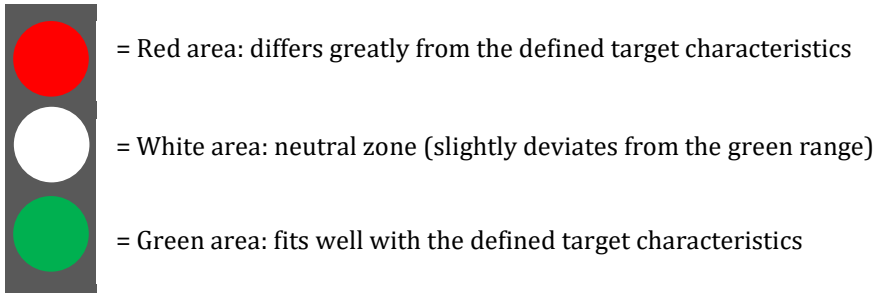 = Red area: differs greatly from the defined target characteristics
= White area: neutral zone (slightly deviates from the green range)
= Green area: fits well with the defined target characteristics